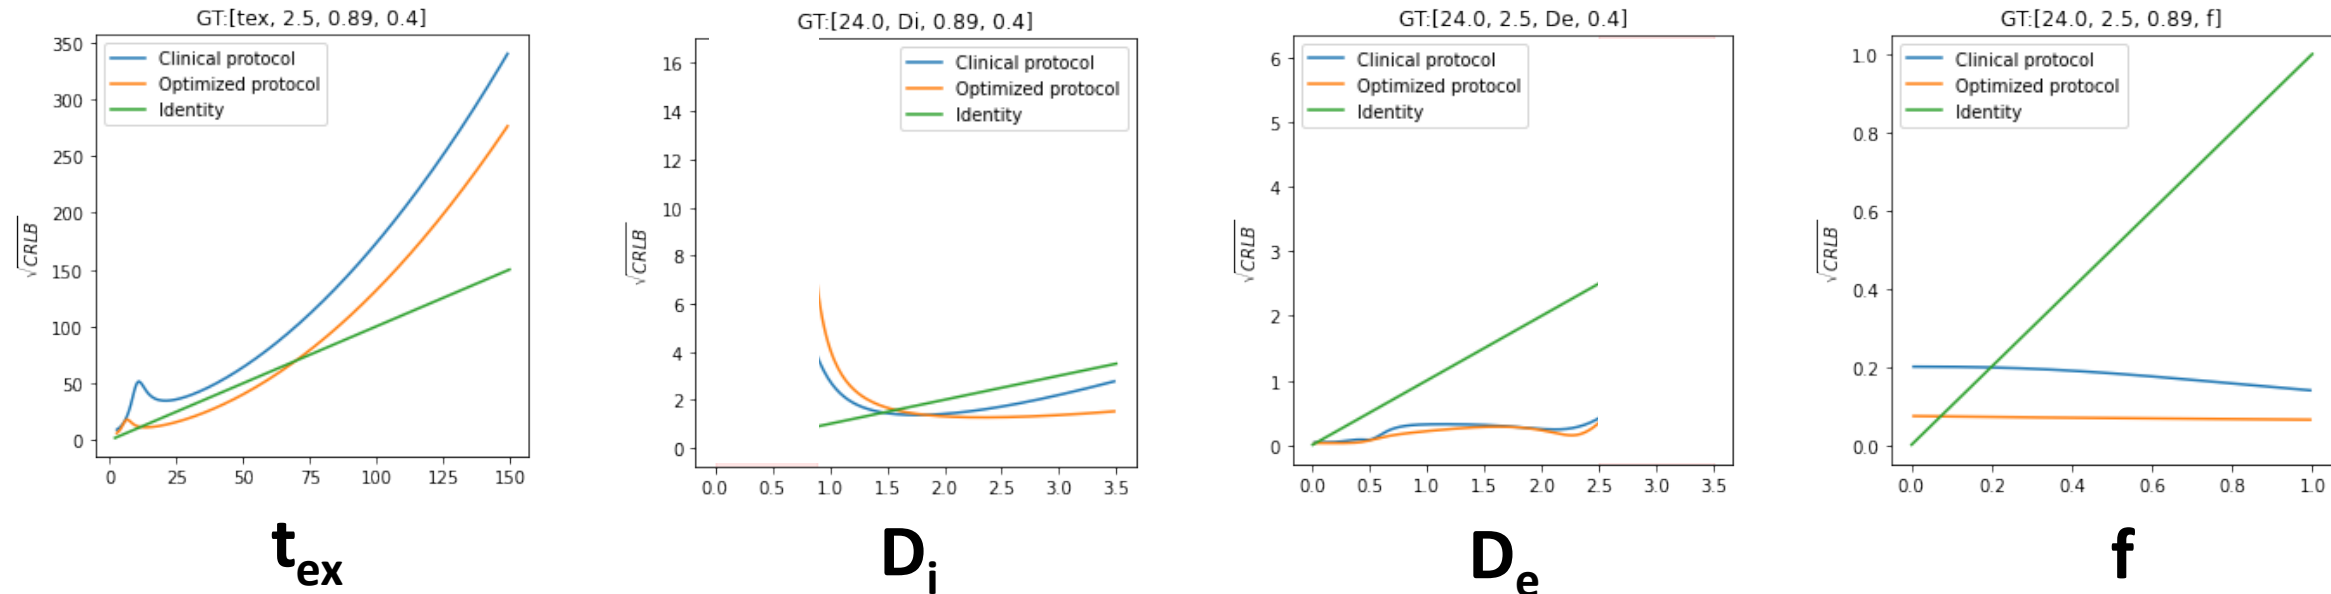 GT:[tex, 2.5, 0.89, 0.4]
350
300
250
200
150
100
50
0
√CRLB
Clinical protocol
Optimized protocol
Identity
0 25 50 75 100 125 150
t_ex
GT:[24.0, Di, 0.89, 0.4]
16
14
12
10
8
6
4
2
0
√CRLB
Clinical protocol
Optimized protocol
Identity
0.0 0.5 1.0 1.5 2.0 2.5 3.0 3.5
D_i
GT:[24.0, 2.5, De, 0.4]
6
5
4
3
2
1
0
√CRLB
Clinical protocol
Optimized protocol
Identity
0.0 0.5 1.0 1.5 2.0 2.5 3.0 3.5
D_e
GT:[24.0, 2.5, 0.89, f]
1.0
0.8
0.6
0.4
0.2
0.0
√CRLB
Clinical protocol
Optimized protocol
Identity
0.0 0.2 0.4 0.6 0.8 1.0
f